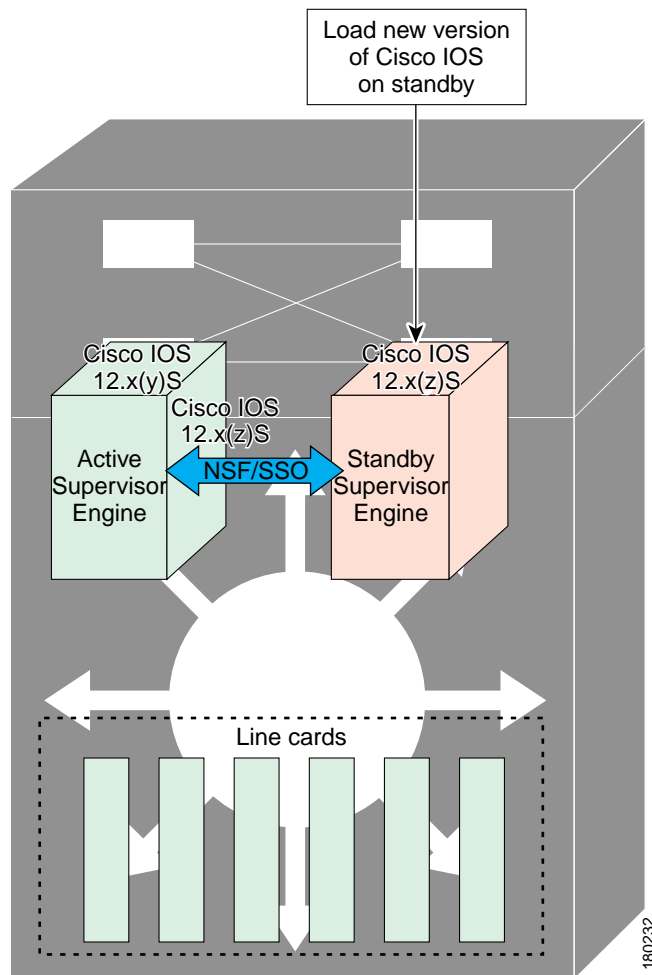 Load new version
of Cisco IOS
on standby
Cisco IOS
12.x(y)S
Cisco IOS
12.x(z)S
Cisco IOS
12.x(z)S
Active
Supervisor
Engine
NSF/SSO
Standby
Supervisor
Engine
Line cards
180232